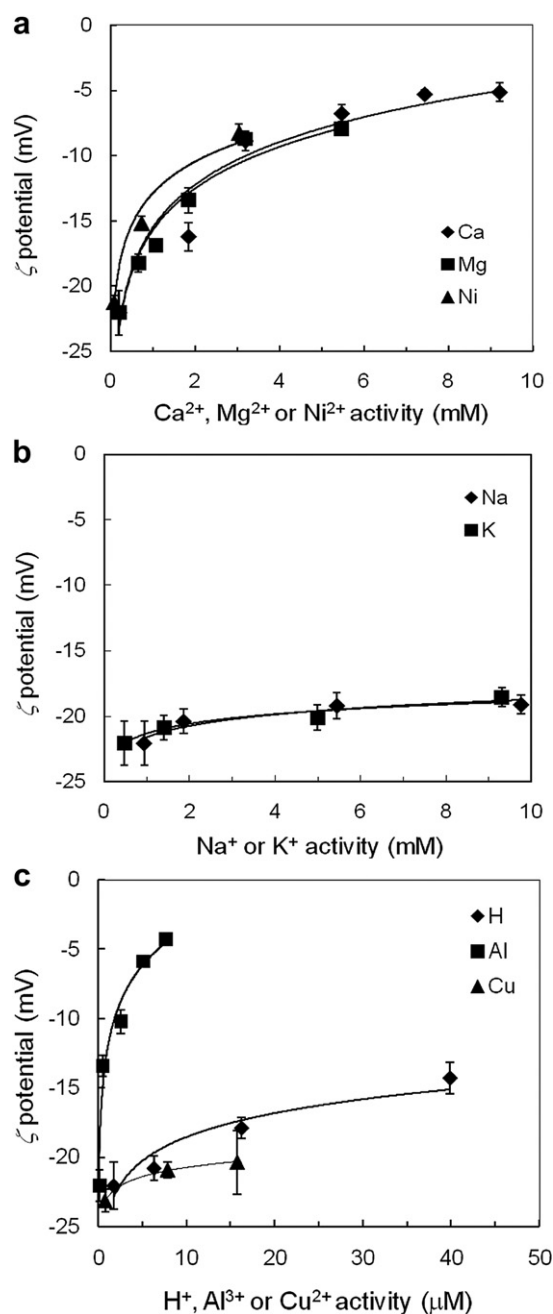 a
0
-5
-10
-15
-20
-25
ζ potential (mV)
Ca
Mg
Ni
0 2 4 6 8 10
Ca²⁺, Mg²⁺ or Ni²⁺ activity (mM)
b
0
-5
-10
-15
-20
-25
ζ potential (mV)
Na
K
0 2 4 6 8 10
Na⁺ or K⁺ activity (mM)
c
0
-5
-10
-15
-20
-25
ζ potential (mV)
H
Al
Cu
0 10 20 30 40 50
H⁺, Al³⁺ or Cu²⁺ activity (μM)